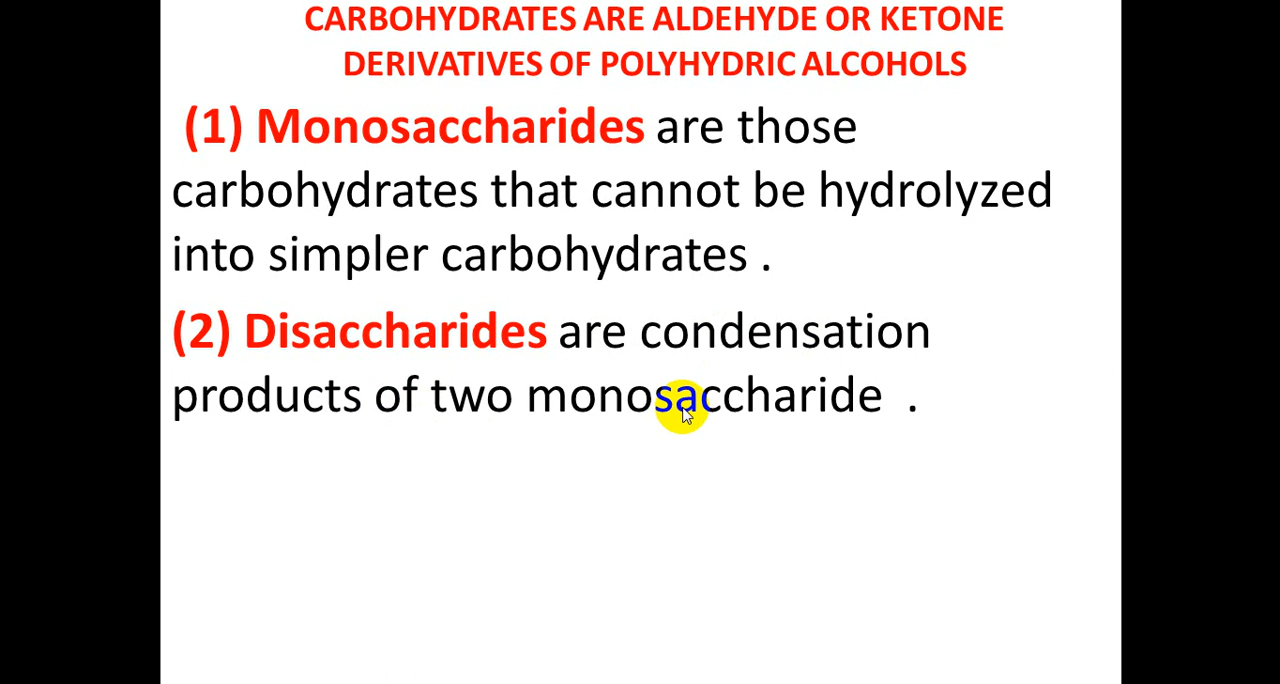 CARBOHYDRATES ARE ALDEHYDE OR KETONE
DERIVATIVES OF POLYHYDRIC ALCOHOLS
(1) Monosaccharides are those
carbohydrates that cannot be hydrolyzed
into simpler carbohydrates .
(2) Disaccharides are condensation
products of two monosaccharide .